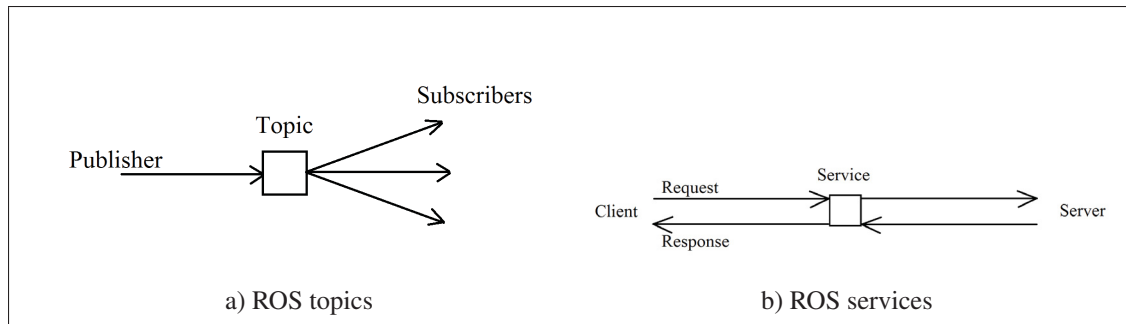 Subscribers
Topic
Publisher
a) ROS topics
Service
Request
Client
Server
Response
b) ROS services